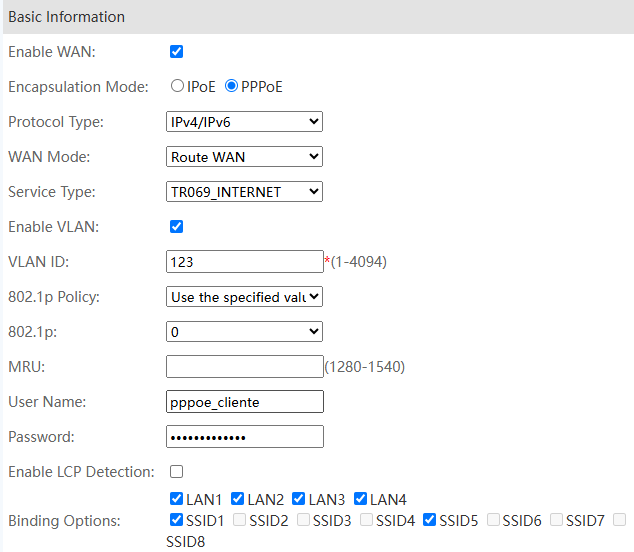 Basic Information
Enable WAN:
Encapsulation Mode: IPoE PPPoE
Protocol Type: IPv4/IPv6
WAN Mode: Route WAN
Service Type: TR069_INTERNET
Enable VLAN:
VLAN ID: 123 *(1-4094)
802.1p Policy: Use the specified valu
802.1p: 0
MRU: (1280-1540)
User Name: pppoe_cliente
Password: •••••••••••••
Enable LCP Detection:
LAN1 LAN2 LAN3 LAN4
Binding Options: SSID1 SSID2 SSID3 SSID4 SSID5 SSID6 SSID7
SSID8